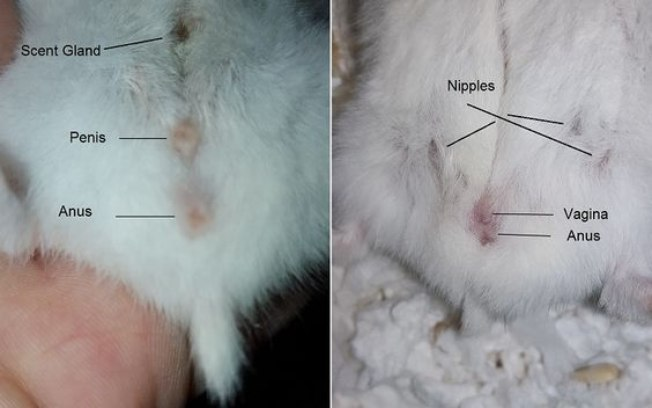 Scent Gland
Penis
Anus
Nipples
Vagina
Anus